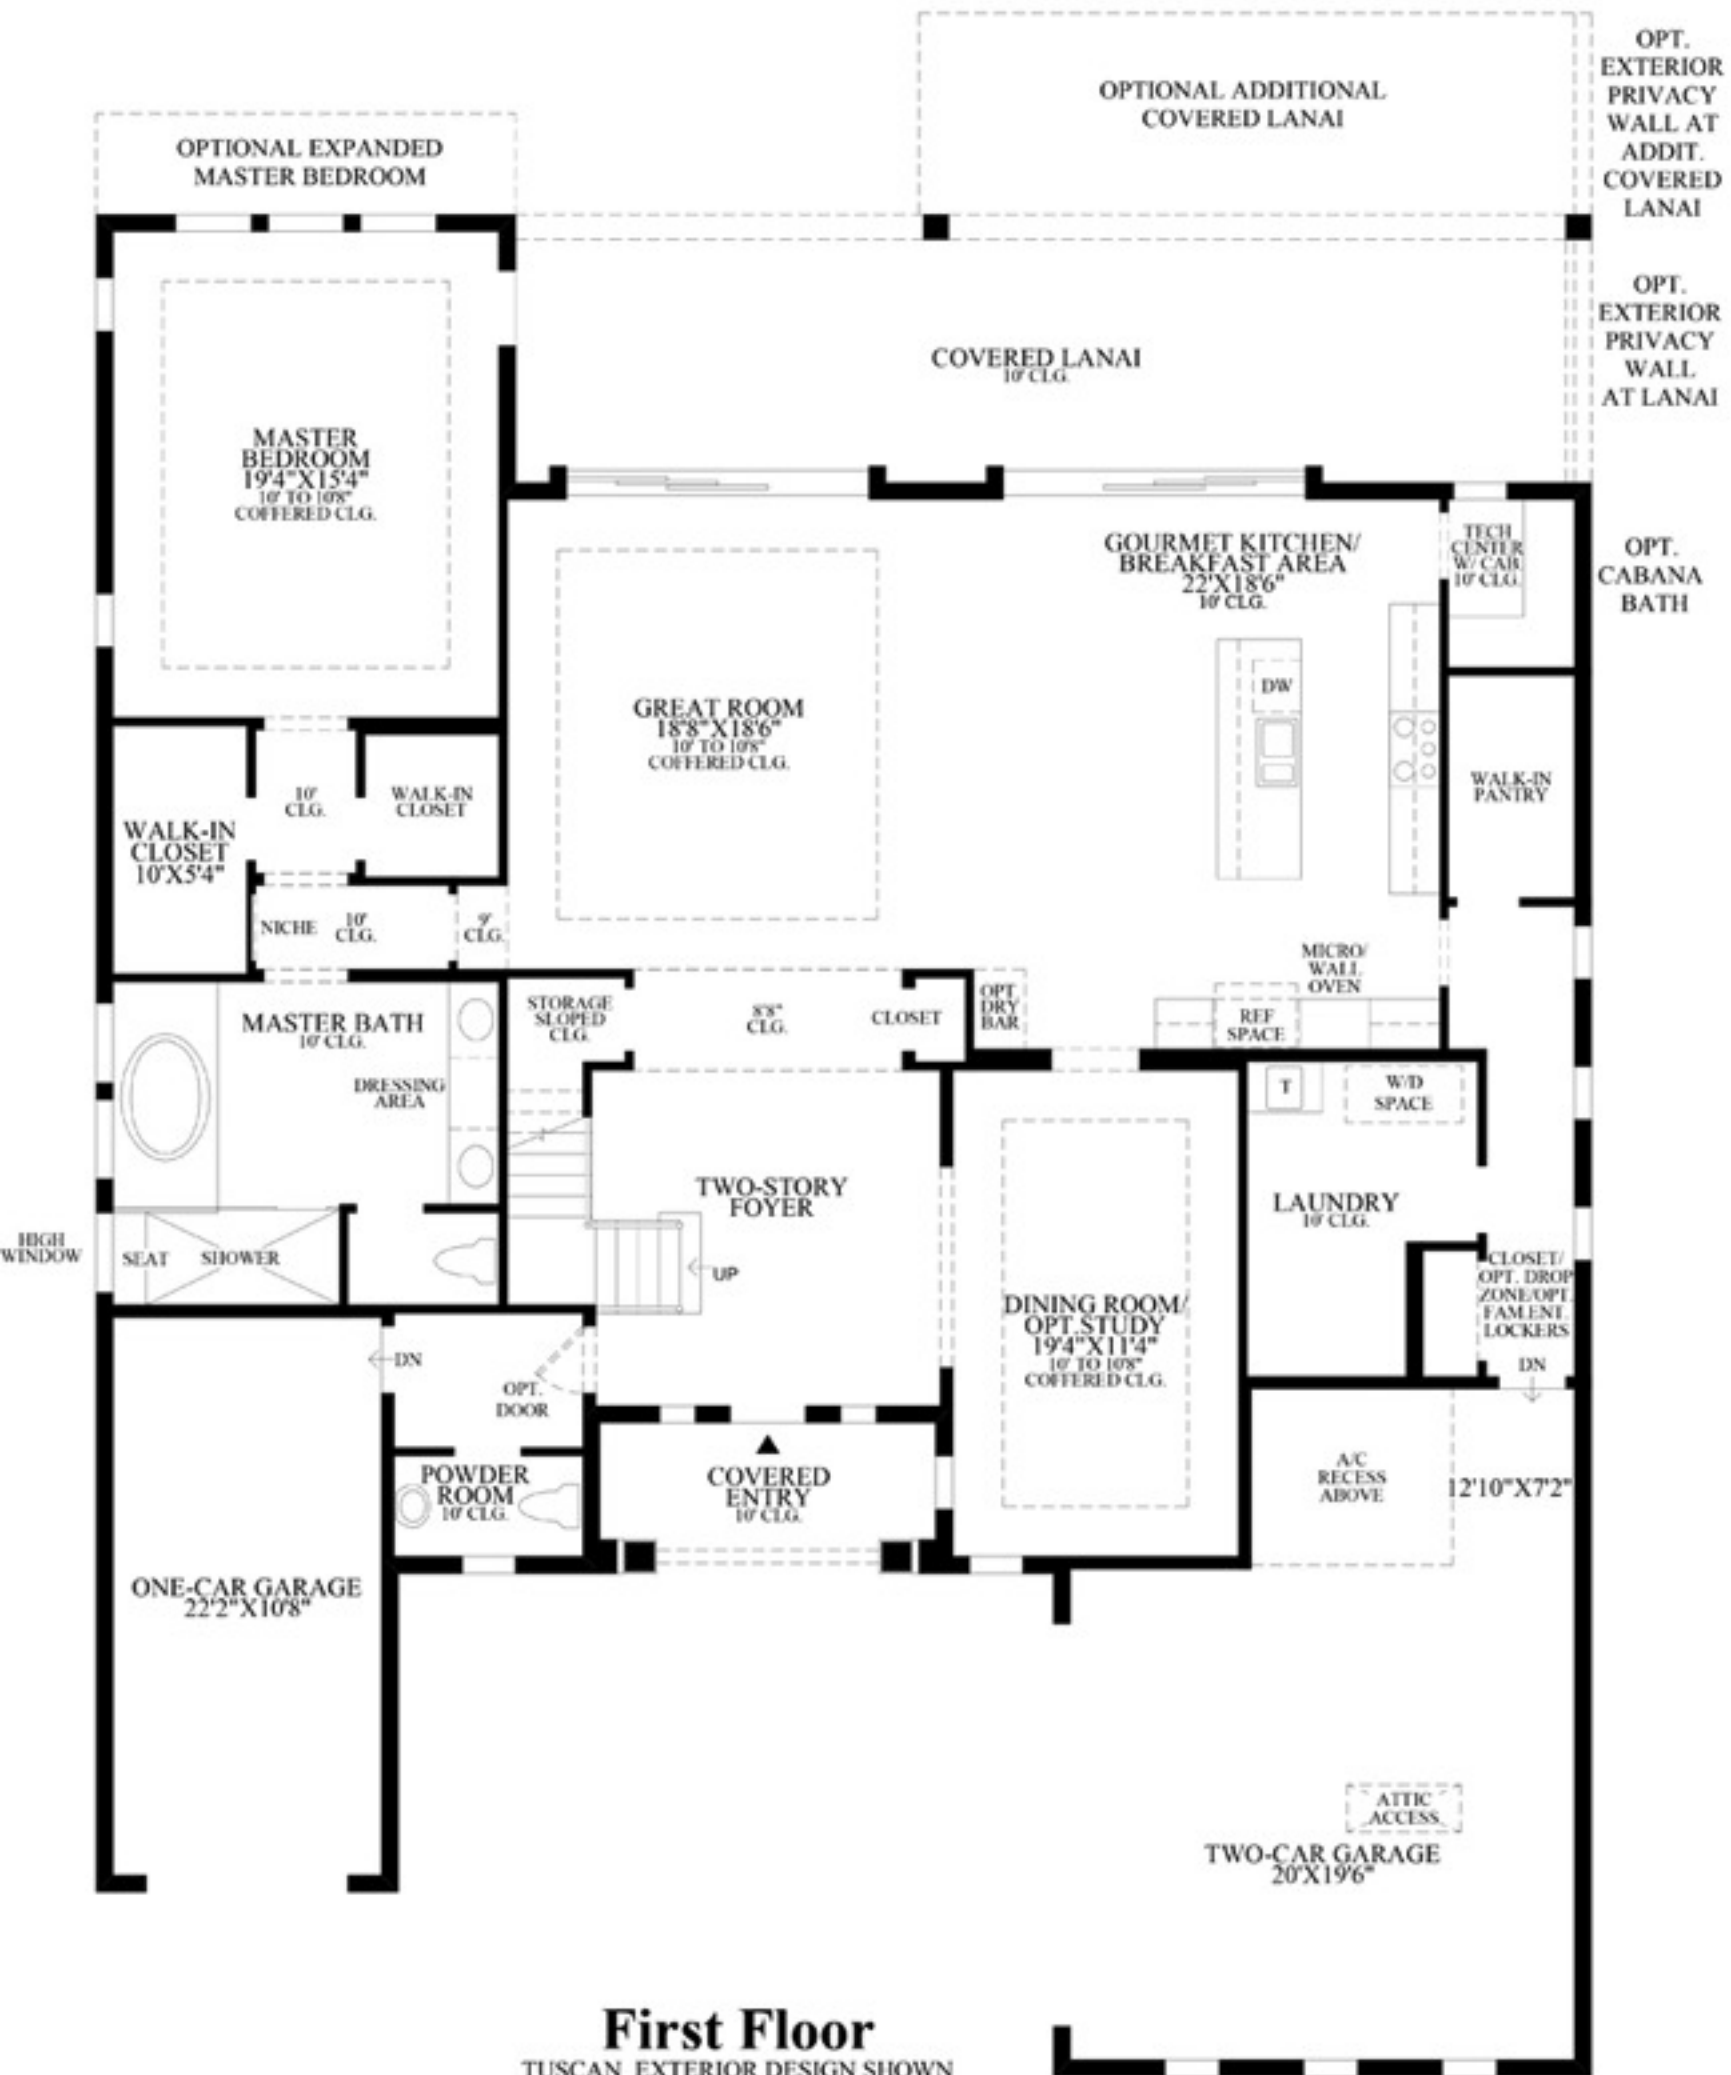 OPTIONAL ADDITIONAL
COVERED LANAI
OPT.
EXTERIOR
PRIVACY
WALL AT
ADDIT.
COVERED
LANAI
OPTIONAL EXPANDED
MASTER BEDROOM
OPT.
EXTERIOR
PRIVACY
WALL
AT LANAI
COVERED LANAI
10' CLG.
MASTER
BEDROOM
19'4"X15'4"
10' TO 10'8"
COFFERED CLG.
GOURMET KITCHEN/
BREAKFAST AREA
22'X18'6"
10' CLG.
TECH
CENTER
W/ CAB.
10' CLG.
OPT.
CABANA
BATH
DW
GREAT ROOM
18'8"X18'6"
10' TO 10'8"
COFFERED CLG.
WALK-IN
PANTRY
10'
CLG.
WALK-IN
CLOSET
WALK-IN
CLOSET
10'X5'4"
NICHE
10'
CLG.
9'
CLG.
MICRO/
WALL
OVEN
STORAGE
SLOPED
CLG.
8'8"
CLG.
CLOSET
OPT.
DRY
BAR
REF
SPACE
MASTER BATH
10' CLG.
DRESSING
AREA
T
W/D
SPACE
TWO-STORY
FOYER
LAUNDRY
10' CLG.
HIGH
WINDOW
SEAT
SHOWER
UP
CLOSET/
OPT. DROP
ZONE/OPT.
FAM.ENT.
LOCKERS
DINING ROOM/
OPT.STUDY
19'4"X11'4"
10' TO 10'8"
COFFERED CLG.
DN
DN
OPT.
DOOR
POWDER
ROOM
10' CLG.
COVERED
ENTRY
10' CLG.
A/C
RECESS
ABOVE
12'10"X7'2"
ONE-CAR GARAGE
22'2"X10'8"
ATTIC
ACCESS
TWO-CAR GARAGE
20'X19'6"
First Floor
TUSCAN EXTERIOR DESIGN SHOWN